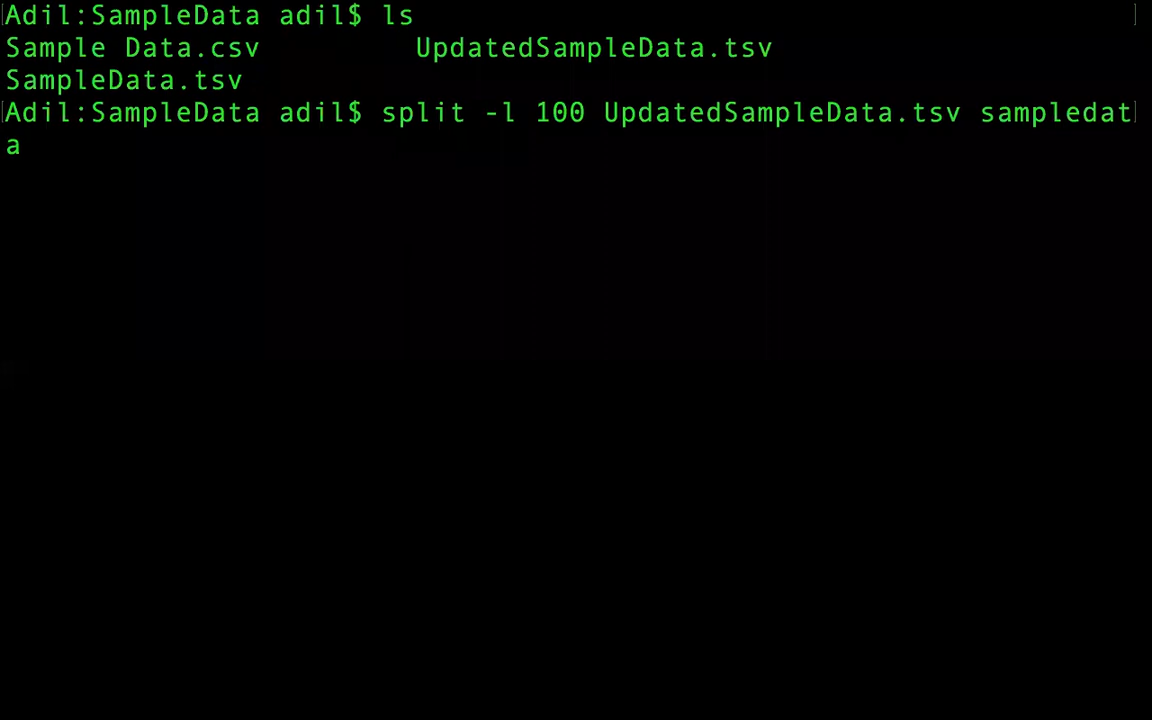 [Adil:SampleData adil$ ls ]
Sample Data.csv UpdatedSampleData.tsv
SampleData.tsv
[Adil:SampleData adil$ split -l 100 UpdatedSampleData.tsv sampledat]
a